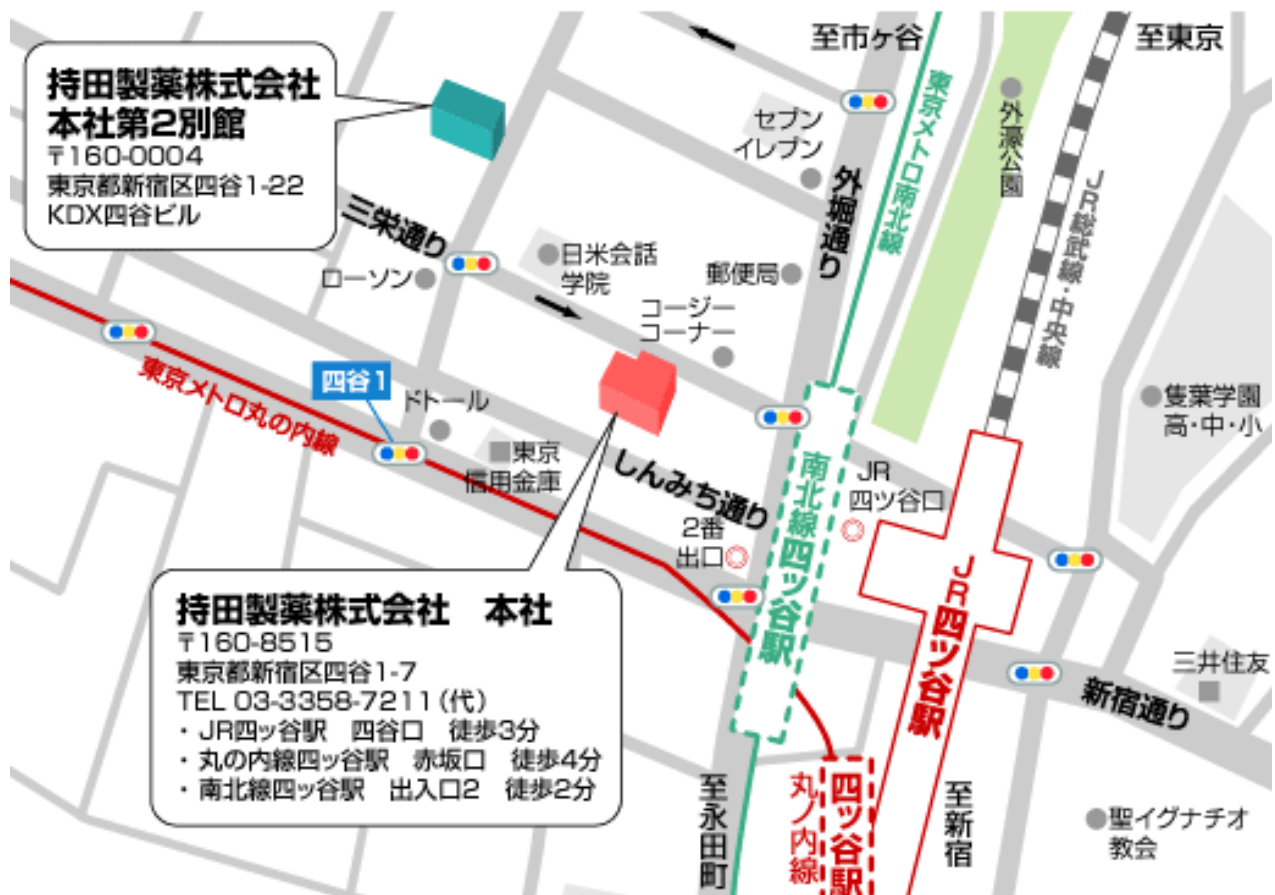 持田製薬株式会社
本社第2別館
〒160-0004
東京都新宿区四谷1-22
KDX四谷ビル
至市ヶ谷
至東京
東京メトロ南北線
外濠公園
セブン
イレブン
外堀通り
JR総武線・中央線
三栄通り
日米会話
学院
郵便局
ローソン
コージー
コーナー
四谷1
ドトール
東京メトロ丸の内線
東京
信用金庫
しんみち通り
隻葉学園
高・中・小
JR
四ツ谷口
2番
出口
南北線四ツ谷駅
JR四ツ谷駅
持田製薬株式会社 本社
〒160-8515
東京都新宿区四谷1-7
TEL 03-3358-7211(代)
・JR四ッ谷駅 四谷口 徒歩3分
・丸の内線四ッ谷駅 赤坂口 徒歩4分
・南北線四ッ谷駅 出入口2 徒歩2分
三井住友
新宿通り
至永田町
丸ノ内線
四ツ谷駅
至新宿
聖イグナチオ
教会